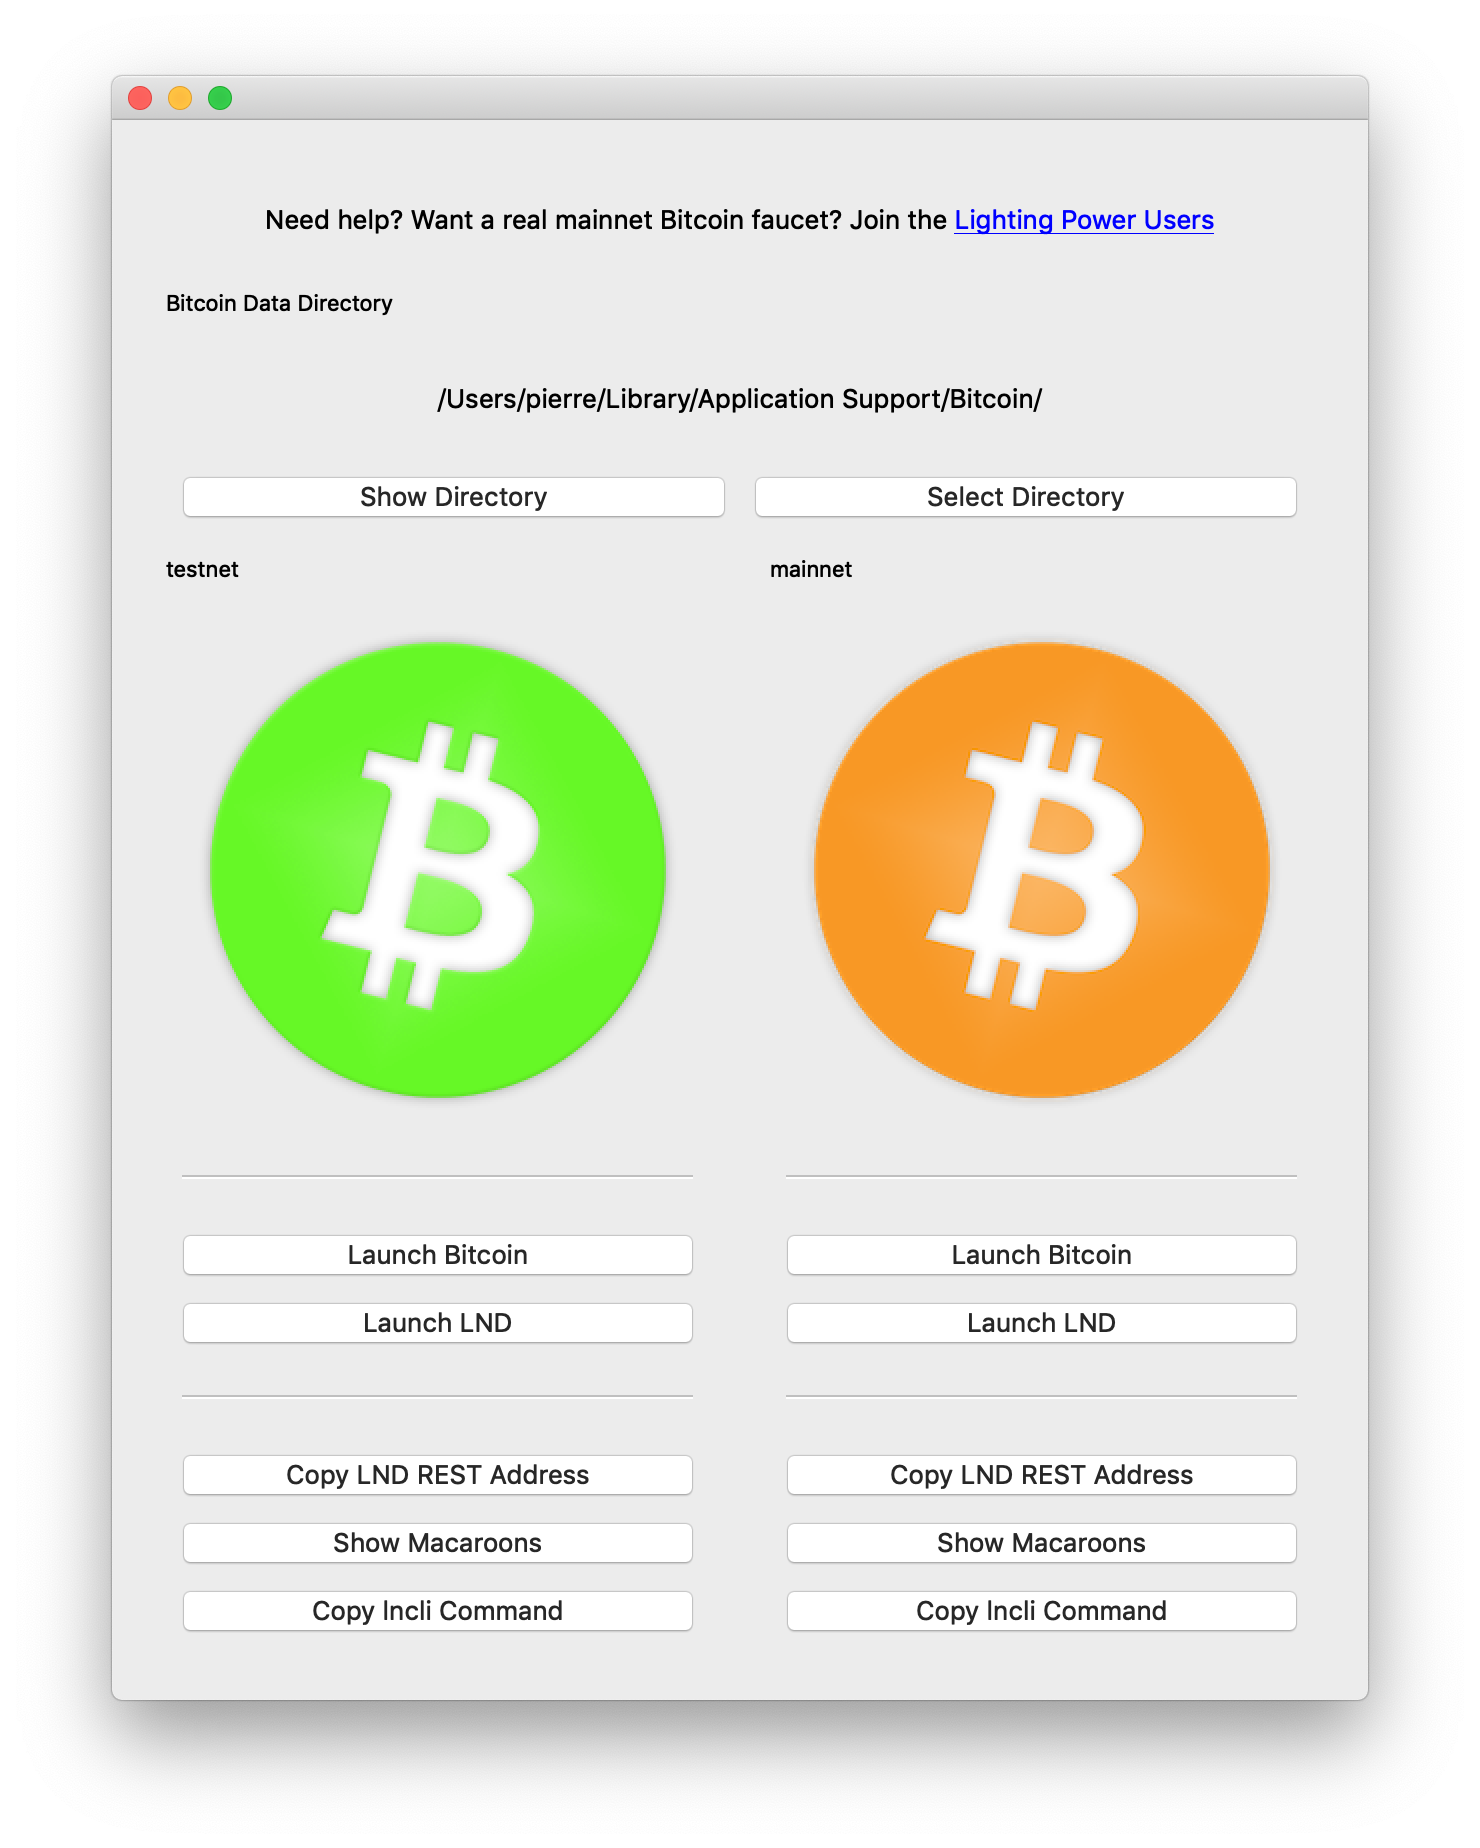 Need help? Want a real mainnet Bitcoin faucet? Join the Lighting Power Users
Bitcoin Data Directory
/Users/pierre/Library/Application Support/Bitcoin/
Show Directory
Select Directory
testnet
mainnet
Launch Bitcoin
Launch Bitcoin
Launch LND
Launch LND
Copy LND REST Address
Copy LND REST Address
Show Macaroons
Show Macaroons
Copy lncli Command
Copy lncli Command